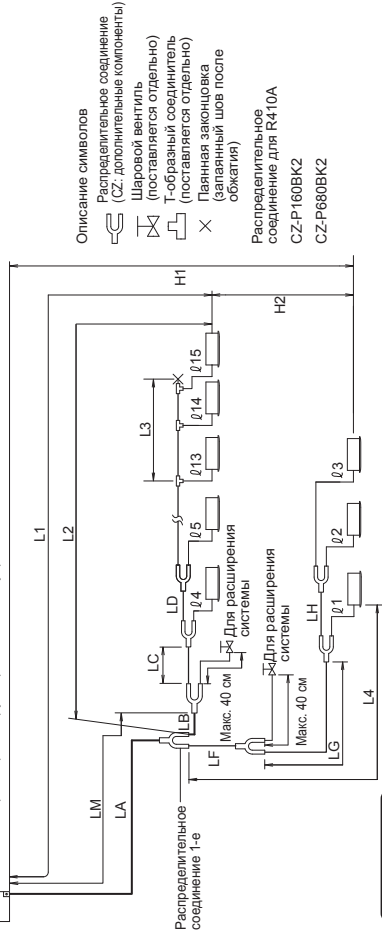 Описание символов
Распределительное соединение
(CZ: дополнительные компоненты)
Шаровой вентиль
(поставляется отдельно)
Т-образный соединитель
(поставляется отдельно)
Паянная законцовка
(запаянный шов после
обжатия)
Распределительное
соединение для R410A
CZ-P160BK2
CZ-P680BK2
H1
H2
L1
L2
L3
ℓ15
ℓ14
ℓ13
ℓ5
ℓ4
LD
LC
Для расширения
системы
Макс. 40 см
LB
LM
LA
LF
Распределительное
соединение 1-е
ℓ3
ℓ2
ℓ1
LH
Для расширения
системы
Макс. 40 см
LG
L4